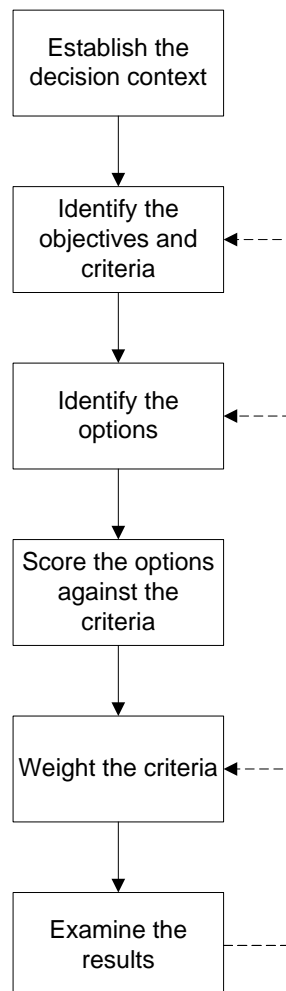 Establish the
decision context
Identify the
objectives and
criteria
Identify the
options
Score the options
against the
criteria
Weight the criteria
Examine the
results